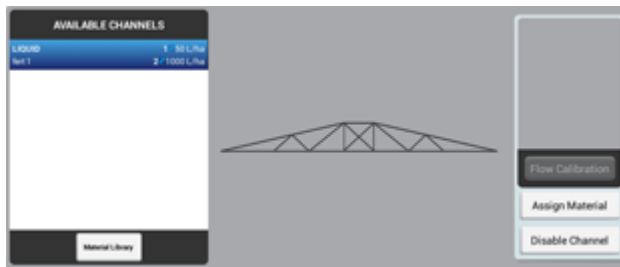 AVAILABLE CHANNELS
LIQUID 1 50 L/ha
fert 1 2 1000 L/ha
Flow Calibration
Assign Material
Disable Channel
Material Library